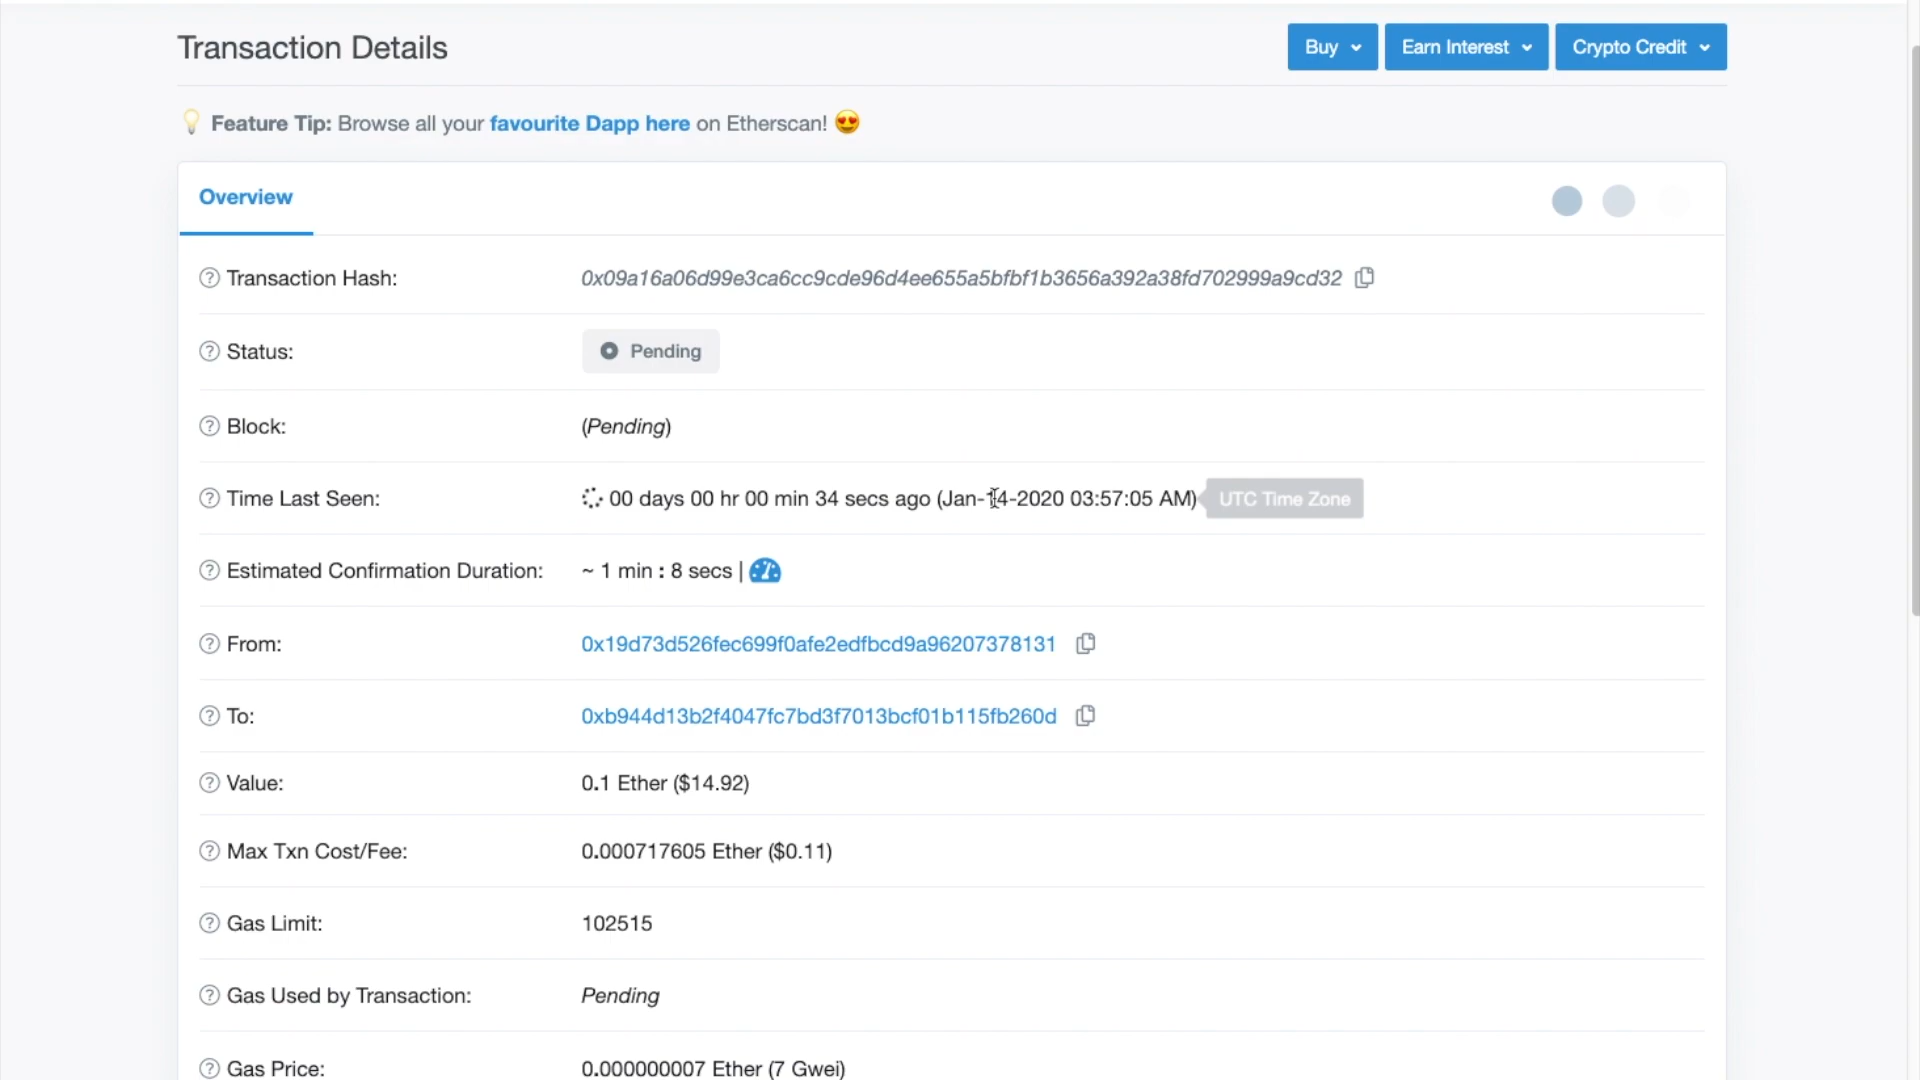 Transaction Details
Buy
Earn Interest
Crypto Credit
Feature Tip: Browse all your favourite Dapp here on Etherscan!
Overview
Transaction Hash: 0x09a16a06d99e3ca6cc9cde96d4ee655a5bfbf1b3656a392a38fd702999a9cd32
Status: Pending
Block: (Pending)
Time Last Seen: 00 days 00 hr 00 min 34 secs ago (Jan-14-2020 03:57:05 AM) UTC Time Zone
Estimated Confirmation Duration: ~ 1 min : 8 secs |
From: 0x19d73d526fec699f0afe2edfbcd9a96207378131
To: 0xb944d13b2f4047fc7bd3f7013bcf01b115fb260d
Value: 0.1 Ether ($14.92)
Max Txn Cost/Fee: 0.000717605 Ether ($0.11)
Gas Limit: 102515
Gas Used by Transaction: Pending
Gas Price: 0.000000007 Ether (7 Gwei)